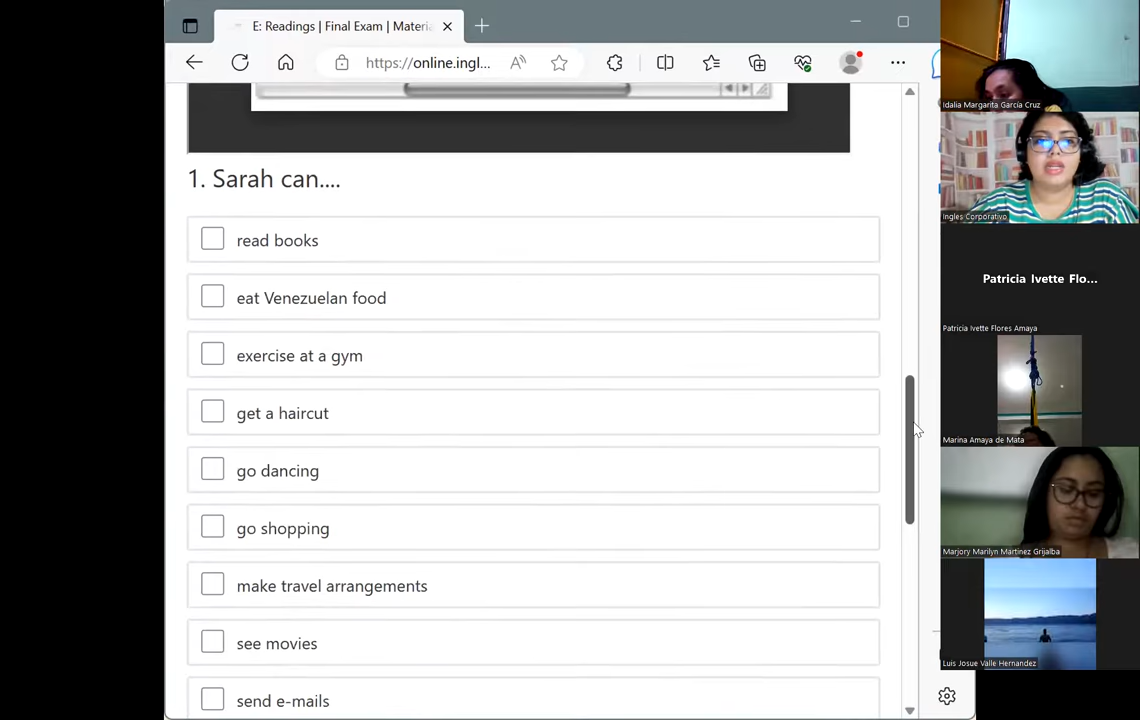 E: Readings | Final Exam | Materia
https://online.ingl...
1. Sarah can....
read books
eat Venezuelan food
exercise at a gym
get a haircut
go dancing
go shopping
make travel arrangements
see movies
send e-mails
Idalia Margarita García Cruz
Ingles Corporativo
Patricia Ivette Flo...
Patricia Ivette Flores Amaya
Marina Amaya de Mata
Marjory Marilyn Martinez Grijalba
Luis Josue Valle Hernandez